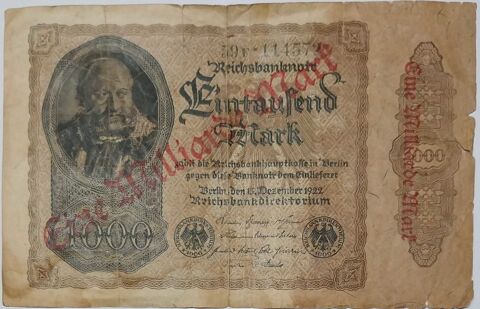 Reichsbanknote
Eintausend
Mark
zahlt die Reichsbankhauptkasse in Berlin
gegen diese Banknote dem Einlieferer
Berlin, den 15. Dezember 1922
Reichsbankdirektorium
1000
Eine Milliarde Mark
Eine Milliarde Mark